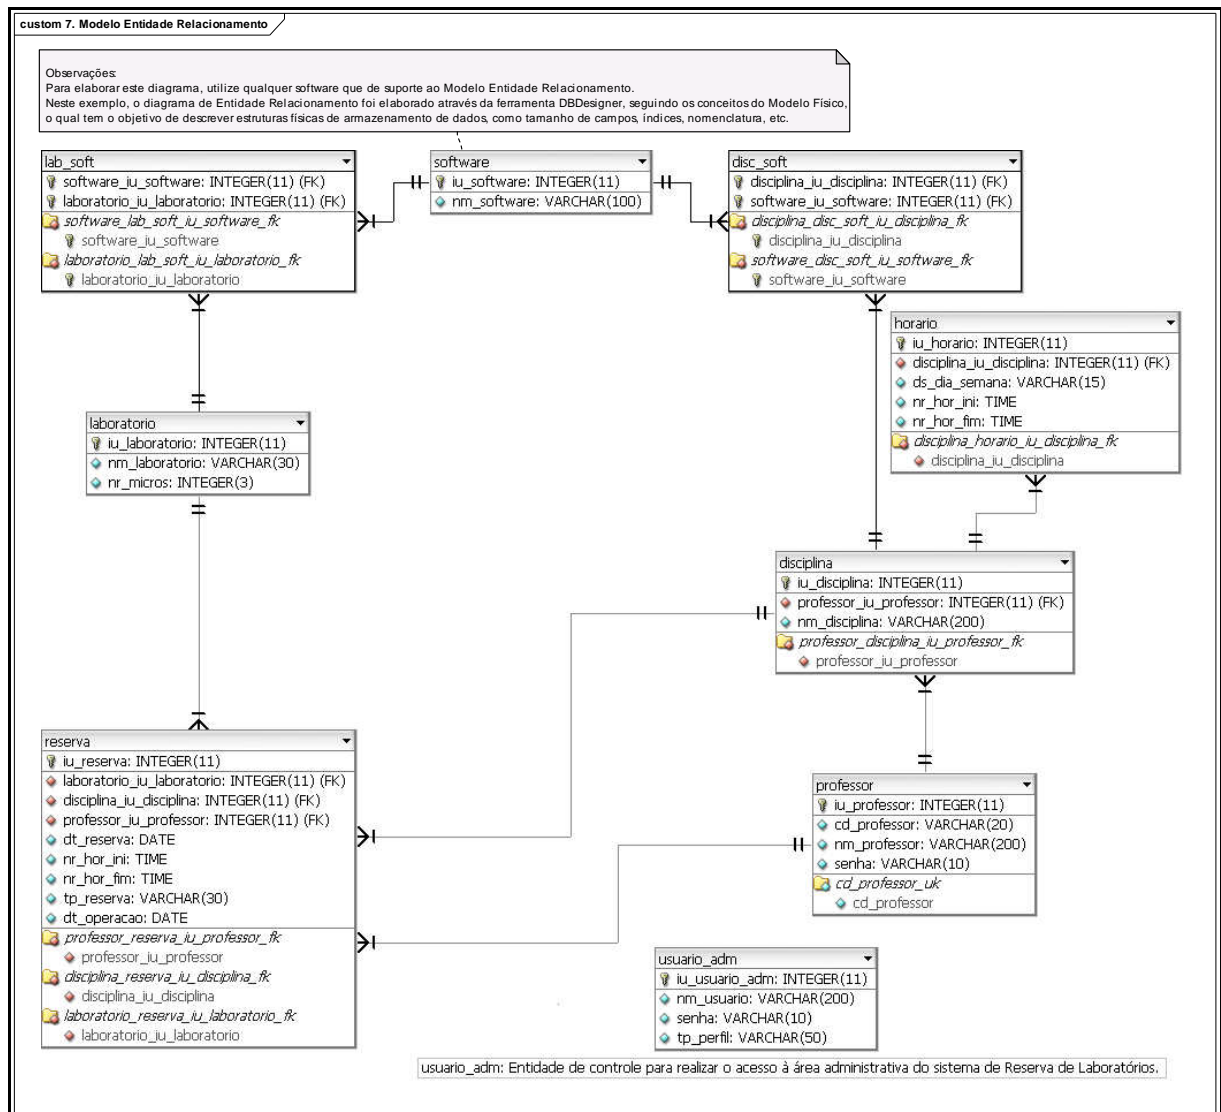 custom 7. Modelo Entidade Relacionamento
Observações:
Para elaborar este diagrama, utilize qualquer software que de suporte ao Modelo Entidade Relacionamento.
Neste exemplo, o diagrama de Entidade Relacionamento foi elaborado através da ferramenta DBDesigner, seguindo os conceitos do Modelo Físico,
o qual tem o objetivo de descrever estruturas físicas de armazenamento de dados, como tamanho de campos, índices, nomenclatura, etc.
lab_soft
software_iu_software: INTEGER(11) (FK)
laboratorio_iu_laboratorio: INTEGER(11) (FK)
software_lab_soft_iu_software_fk
software_iu_software
laboratorio_lab_soft_iu_laboratorio_fk
laboratorio_iu_laboratorio
software
iu_software: INTEGER(11)
nm_software: VARCHAR(100)
disc_soft
disciplina_iu_disciplina: INTEGER(11) (FK)
software_iu_software: INTEGER(11) (FK)
disciplina_disc_soft_iu_disciplina_fk
disciplina_iu_disciplina
software_disc_soft_iu_software_fk
software_iu_software
horario
iu_horario: INTEGER(11)
disciplina_iu_disciplina: INTEGER(11) (FK)
ds_dia_semana: VARCHAR(15)
nr_hor_ini: TIME
nr_hor_fim: TIME
disciplina_horario_iu_disciplina_fk
disciplina_iu_disciplina
laboratorio
iu_laboratorio: INTEGER(11)
nm_laboratorio: VARCHAR(30)
nr_micros: INTEGER(3)
disciplina
iu_disciplina: INTEGER(11)
professor_iu_professor: INTEGER(11) (FK)
nm_disciplina: VARCHAR(200)
professor_disciplina_iu_professor_fk
professor_iu_professor
reserva
iu_reserva: INTEGER(11)
laboratorio_iu_laboratorio: INTEGER(11) (FK)
disciplina_iu_disciplina: INTEGER(11) (FK)
professor_iu_professor: INTEGER(11) (FK)
dt_reserva: DATE
nr_hor_ini: TIME
nr_hor_fim: TIME
tp_reserva: VARCHAR(30)
dt_operacao: DATE
professor_reserva_iu_professor_fk
professor_iu_professor
disciplina_reserva_iu_disciplina_fk
disciplina_iu_disciplina
laboratorio_reserva_iu_laboratorio_fk
laboratorio_iu_laboratorio
professor
iu_professor: INTEGER(11)
cd_professor: VARCHAR(20)
nm_professor: VARCHAR(200)
senha: VARCHAR(10)
cd_professor_uk
cd_professor
usuario_adm
iu_usuario_adm: INTEGER(11)
nm_usuario: VARCHAR(200)
senha: VARCHAR(10)
tp_perfil: VARCHAR(50)
usuario_adm: Entidade de controle para realizar o acesso à área administrativa do sistema de Reserva de Laboratórios.